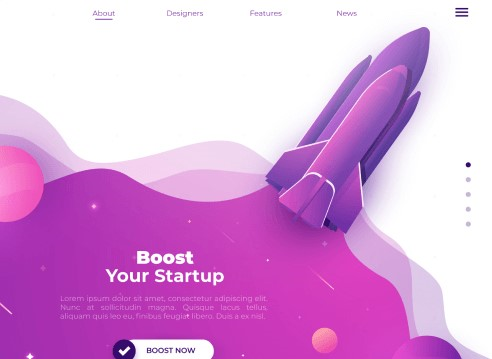 About Designers Features News
Boost
Your Startup
Lorem ipsum dolor sit amet, consectetur adipiscing elit.
Nunc at sollicitudin magna. Quisque lacus tellus,
aliquam quis leo eu, finibus feugiat libero. Duis a ex nisl.
BOOST NOW